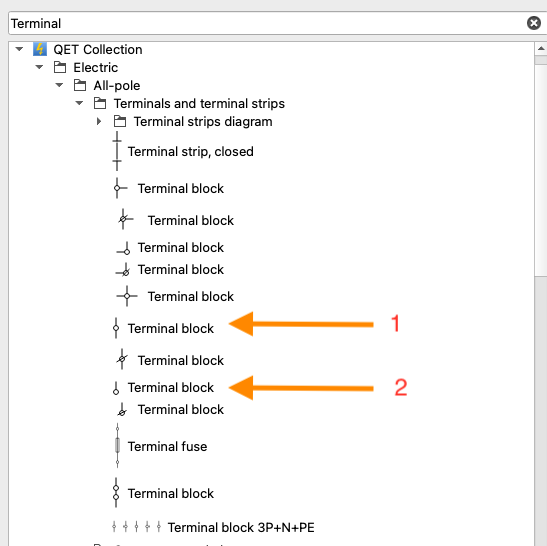 Terminal
QET Collection
Electric
All-pole
Terminals and terminal strips
Terminal strips diagram
Terminal strip, closed
Terminal block
Terminal block
Terminal block
Terminal block
Terminal block
Terminal block 1
Terminal block
Terminal block 2
Terminal block
Terminal fuse
Terminal block
Terminal block 3P+N+PE